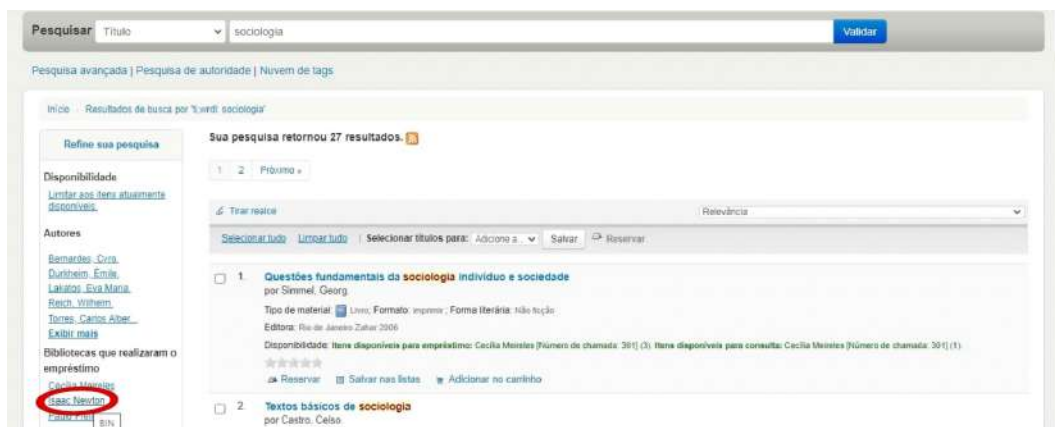 Pesquisar Título sociologia Validar
Pesquisa avançada | Pesquisa de autoridade | Nuvem de tags
Início Resultados de busca por 'ti,wrdl: sociologia'
Refine sua pesquisa
Disponibilidade
Limitar aos itens atualmente
disponíveis.
Autores
Bernardes, Cyro,
Durkheim, Émile,
Lakatos, Eva Maria,
Reich, Wilhelm,
Torres, Carlos Alber...
Exibir mais
Bibliotecas que realizaram o
empréstimo
Cecília Meireles
Isaac Newton
BIN
Sua pesquisa retornou 27 resultados.
1 2 Próximo »
Tirar realce Relevância
Selecionar tudo Limpar tudo | Selecionar títulos para: Adicione a... Salvar Reservar
1. Questões fundamentais da sociologia indivíduo e sociedade
por Simmel, Georg.
Tipo de material: Livro; Formato: impresso; Forma literária: Não ficção
Editora: Rio de Janeiro Zahar 2006
Disponibilidade: Itens disponíveis para empréstimo: Cecília Meireles [Número de chamada: 301] (3). Itens disponíveis para consulta: Cecília Meireles [Número de chamada: 301] (1).
Reservar Salvar nas listas Adicionar no carrinho
2. Textos básicos de sociologia
por Castro, Celso